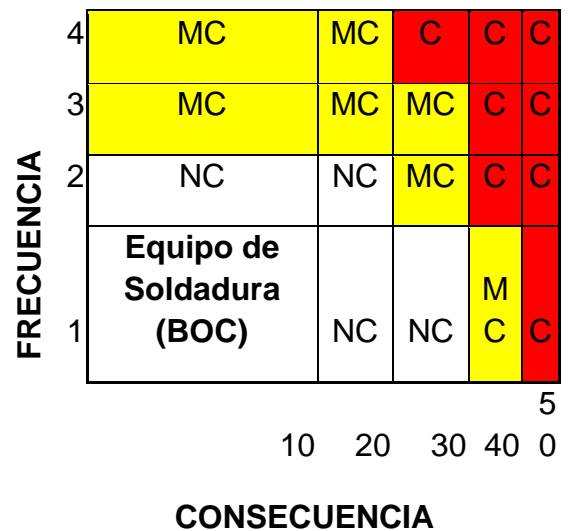 4 MC MC C C C
3 MC MC MC C C
2 NC NC MC C C
Equipo de
Soldadura M
1 (BOC) NC NC C C
5
10 20 30 40 0
FRECUENCIA
CONSECUENCIA